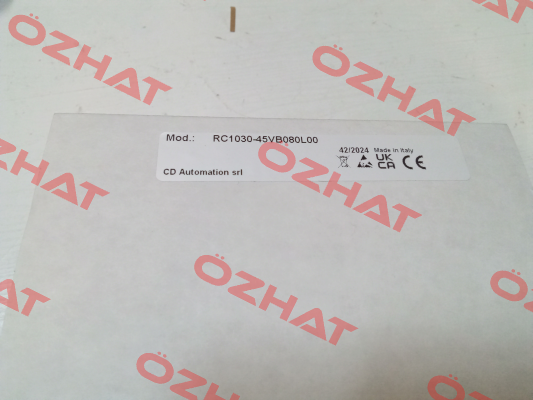 Mod.: RC1030-45VB080L00
42/2024 Made in Italy
UK
CA CE
CD Automation srl
ÖZHAT
ÖZHAT
ÖZHAT
ÖZHAT
ÖZHAT
ÖZHAT